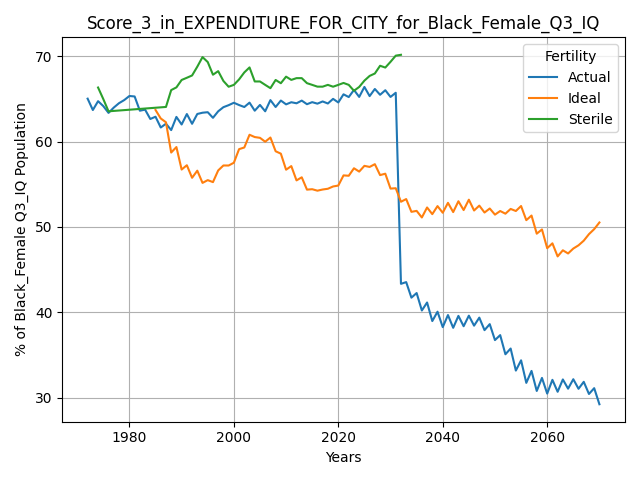 Score_3_in_EXPENDITURE_FOR_CITY_for_Black_Female_Q3_IQ
% of Black_Female Q3_IQ Population
70
60
50
40
30
Fertility
Actual
Ideal
Sterile
1980
2000
2020
2040
2060
Years